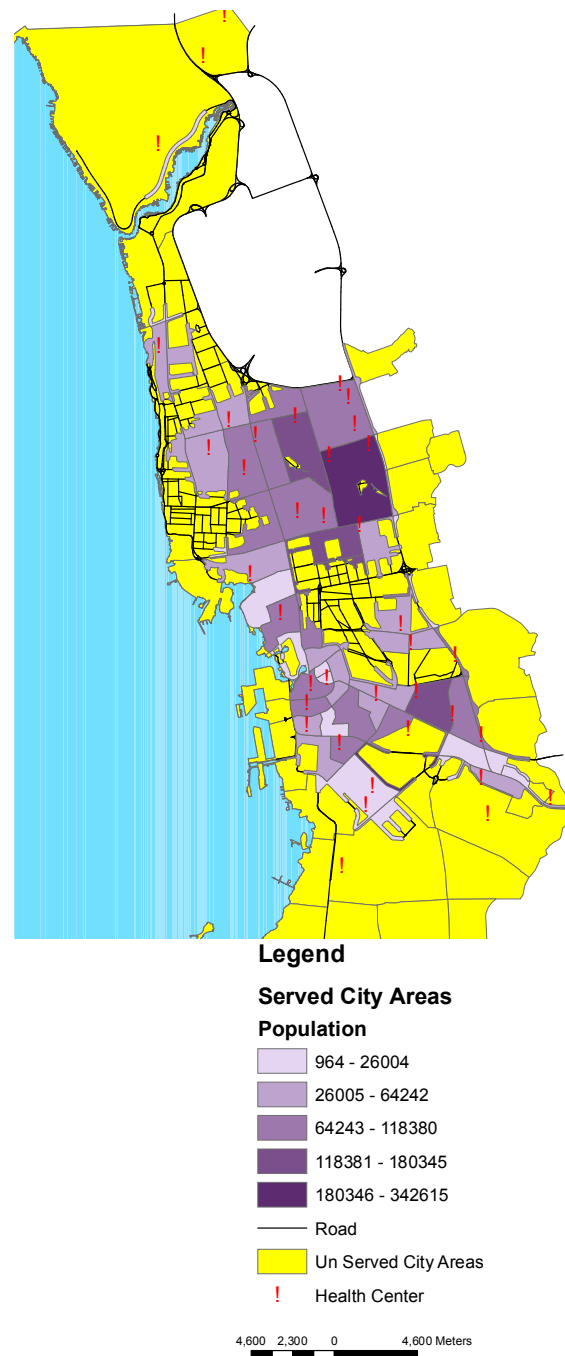 Legend
Served City Areas
Population
964 - 26004
26005 - 64242
64243 - 118380
118381 - 180345
180346 - 342615
Road
Un Served City Areas
! Health Center
4,600 2,300 0 4,600 Meters